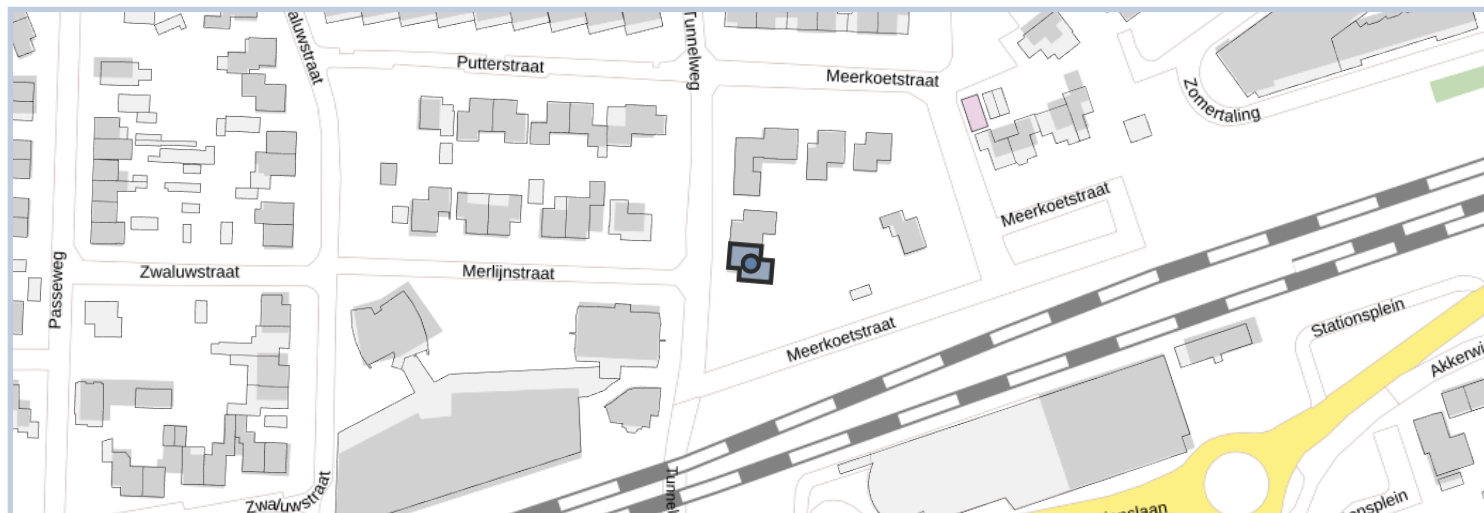 Tunnelweg
Putterstraat
Meerkoetstraat
Zomertaling
Meerkoetstraat
Passeweg
Zwaluwstraat
Merlijnstraat
Meerkoetstraat
Stationsplein
Zwaluwstraat